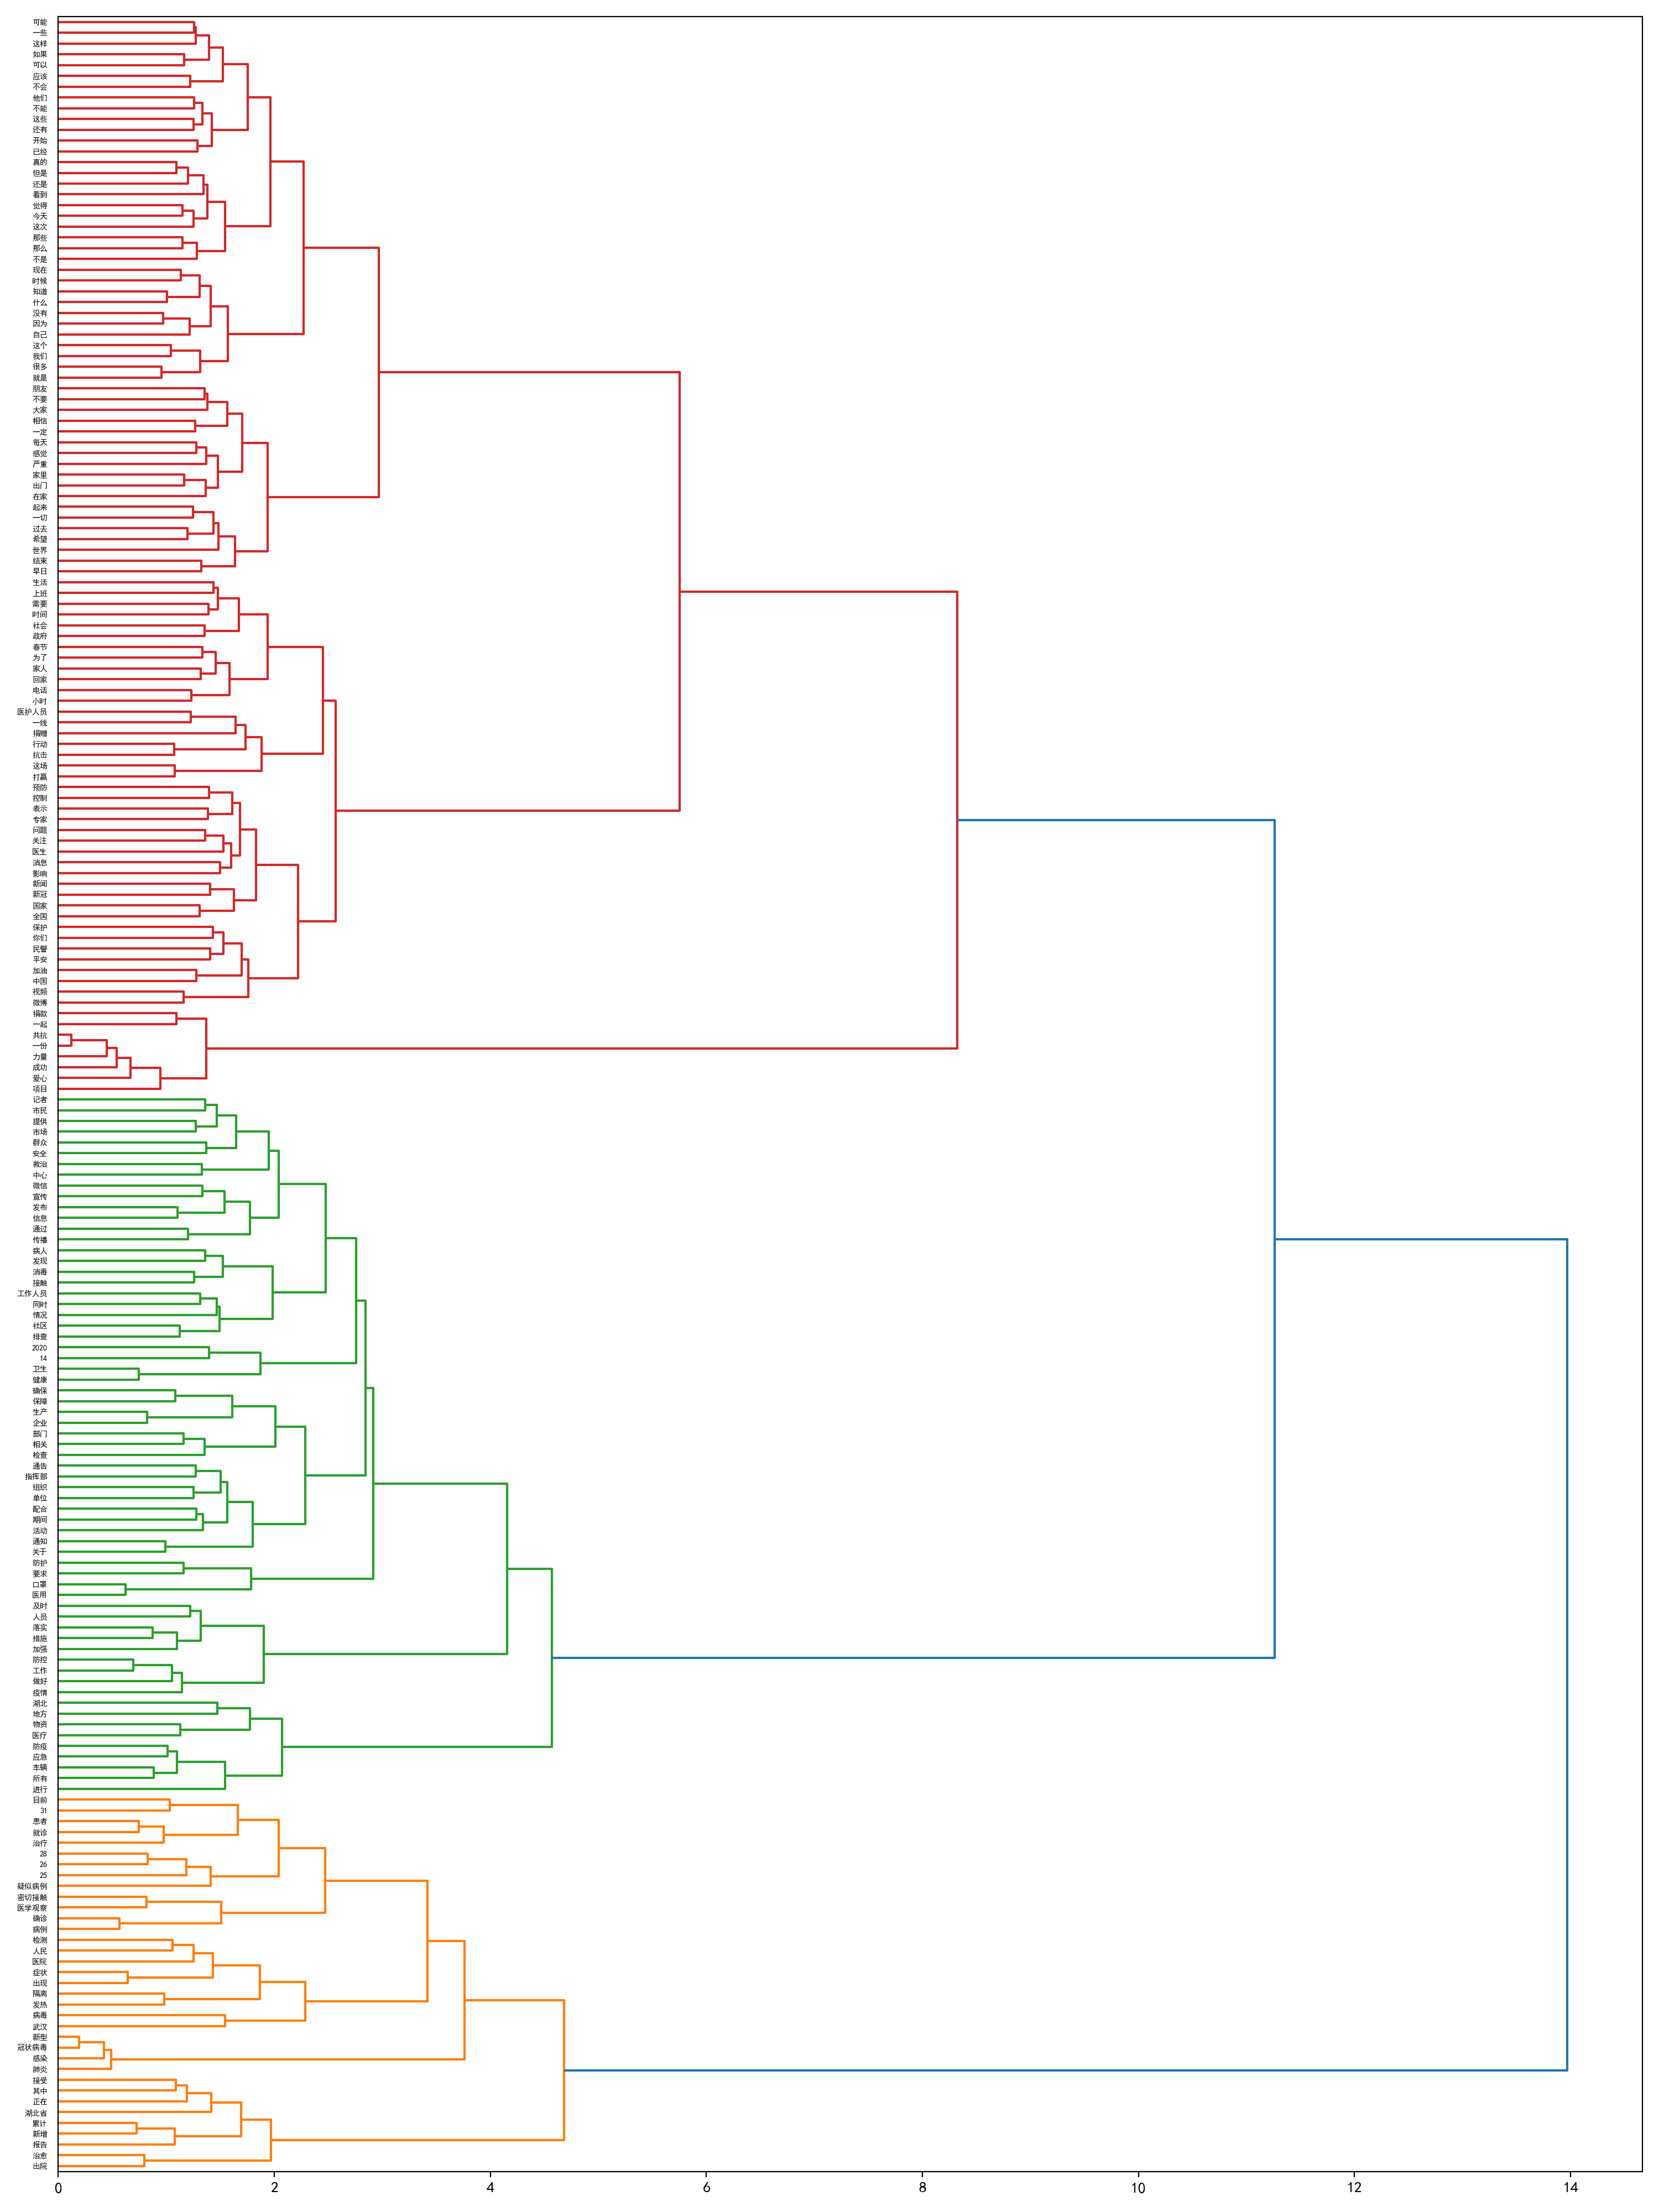 可能
一些
这样
如果
可以
应该
不会
他们
不能
这些
还有
开始
已经
真的
但是
还是
看到
觉得
今天
这次
那些
那么
不是
现在
时候
知道
什么
没有
因为
自己
这个
我们
很多
就是
朋友
不要
大家
相信
一定
每天
感觉
严重
家里
出门
在家
起来
一切
过去
希望
世界
结束
早日
生活
上班
需要
时间
社会
政府
春节
为了
家人
回家
电话
小时
医护人员
一线
捐赠
行动
抗击
这场
打赢
预防
控制
表示
专家
问题
关注
医生
消息
影响
新闻
新冠
国家
全国
保护
你们
民警
平安
加油
中国
视频
微博
捐款
一起
共抗
一份
力量
成功
爱心
项目
记者
市民
提供
市场
群众
安全
救治
中心
微信
宣传
发布
信息
通过
传播
病人
发现
消毒
接触
工作人员
同时
情况
社区
排查
2020
14
卫生
健康
确保
保障
生产
企业
部门
相关
检查
通告
指挥部
组织
单位
配合
期间
活动
通知
关于
防护
要求
口罩
医用
及时
人员
落实
措施
加强
防控
工作
做好
疫情
湖北
地方
物资
医疗
防疫
应急
车辆
所有
进行
目前
31
患者
就诊
治疗
28
26
25
疑似病例
密切接触
医学观察
确诊
病例
检测
人民
医院
症状
出现
隔离
发热
病毒
武汉
新型
冠状病毒
感染
肺炎
接受
其中
正在
湖北省
累计
新增
报告
治愈
出院
0 2 4 6 8 10 12 14